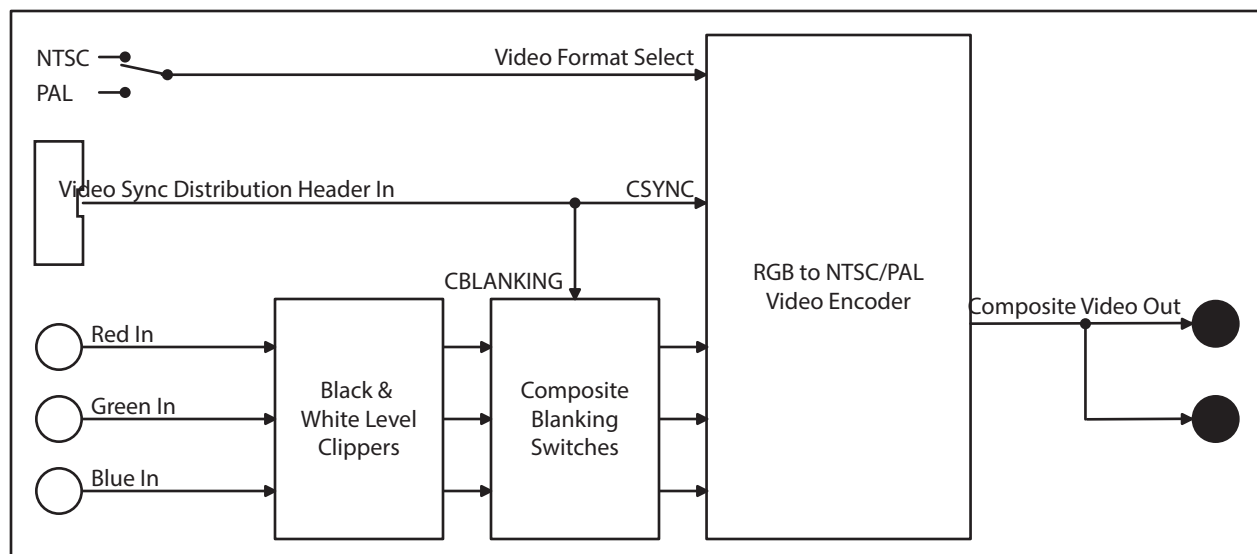 NTSC
Video Format Select
PAL
Video Sync Distribution Header In
CSYNC
CBLANKING
RGB to NTSC/PAL
Video Encoder
Composite Video Out
Red In
Green In
Blue In
Black &
White Level
Clippers
Composite
Blanking
Switches